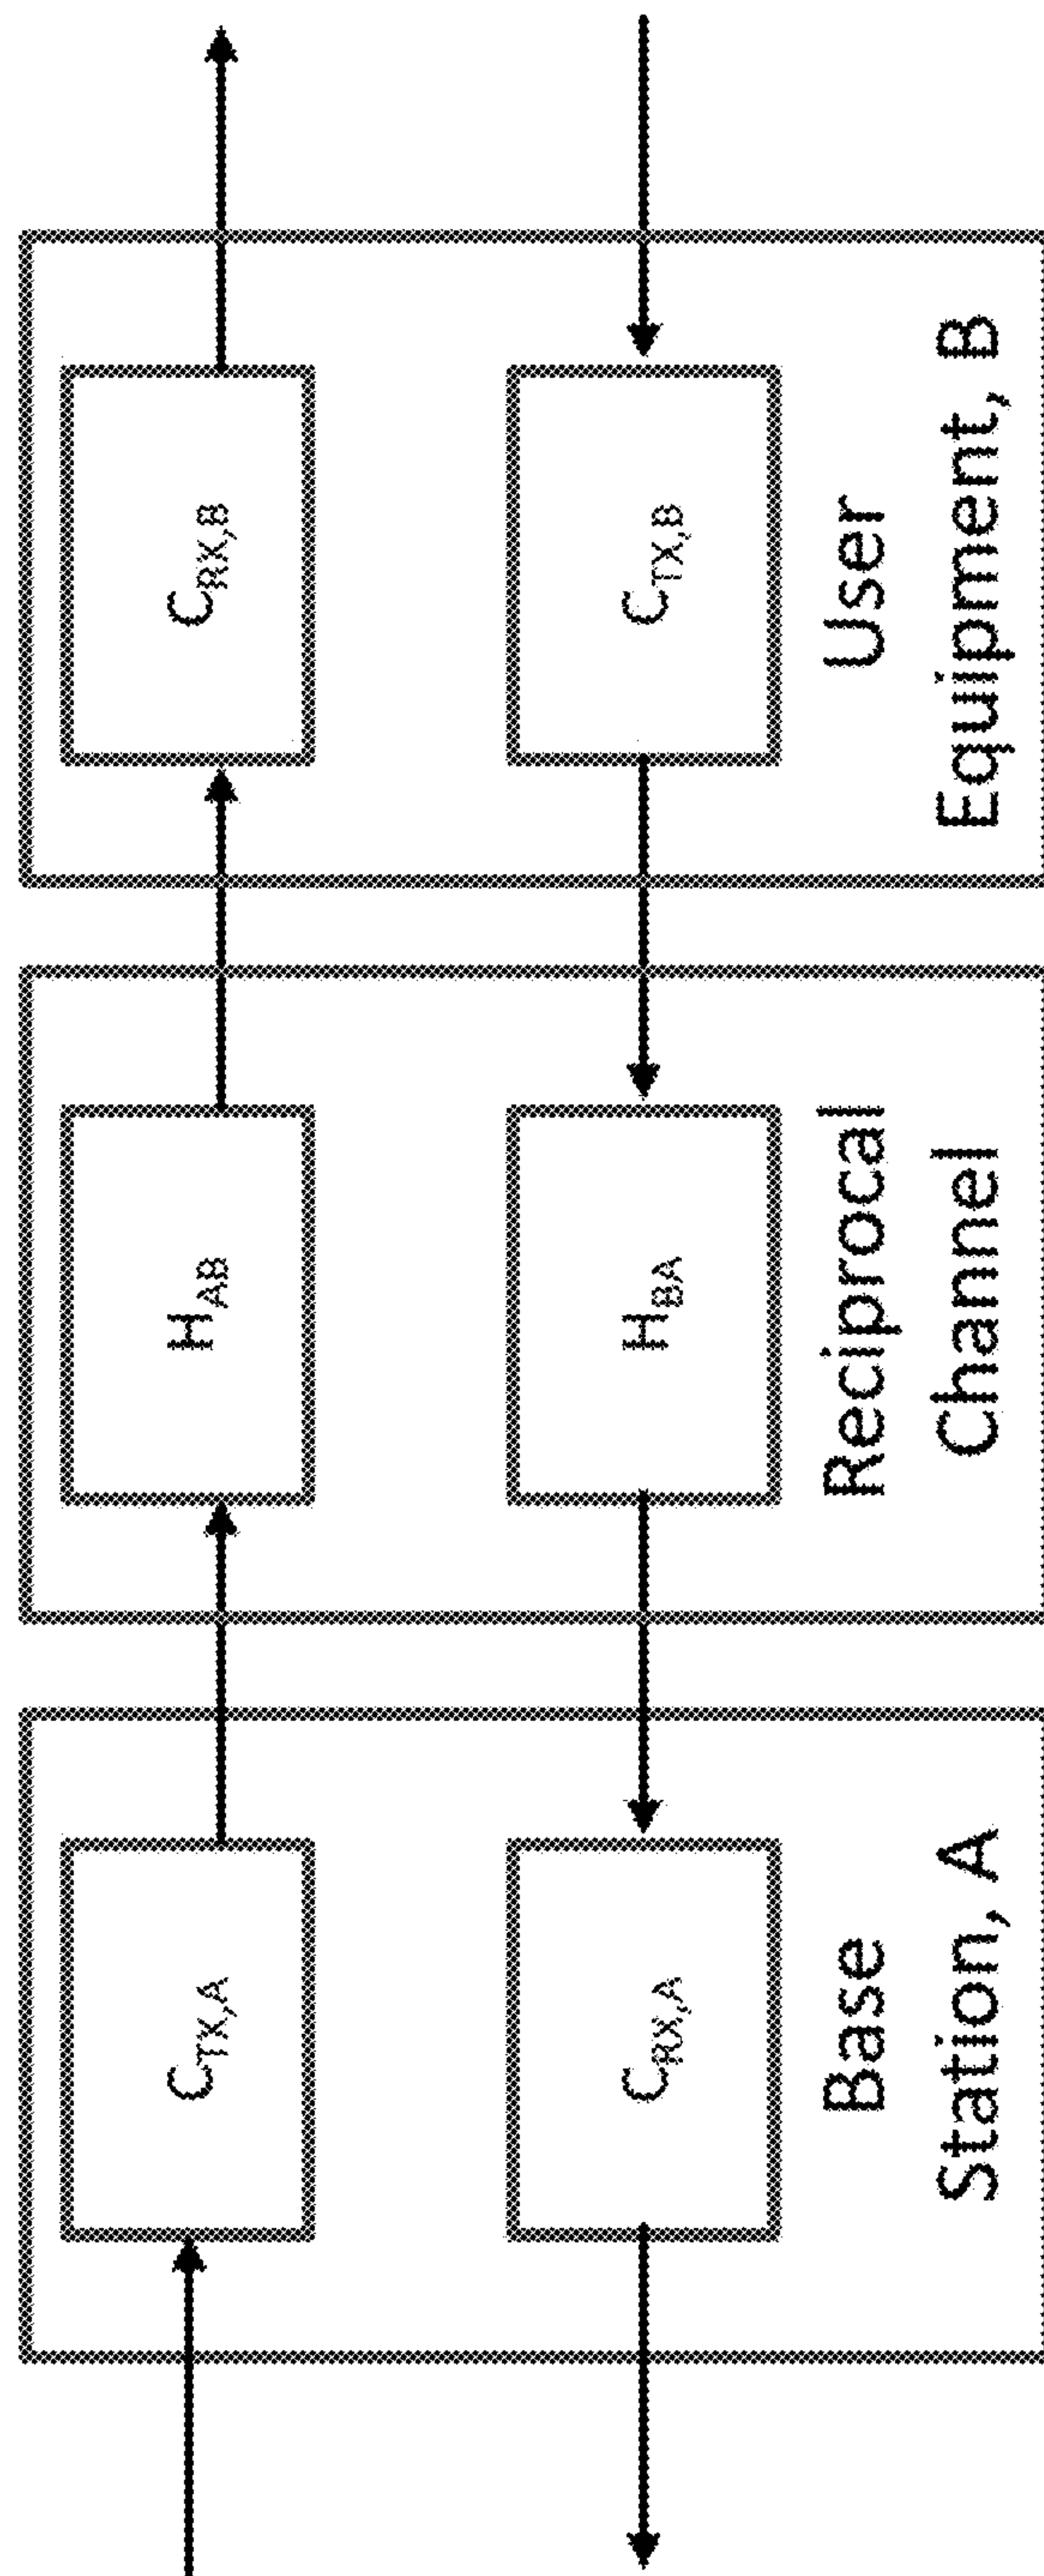 C_TX,A
H_AB
C_RX,B
C_RX,A
H_BA
C_TX,B
Base
Station, A
Reciprocal
Channel
User
Equipment, B